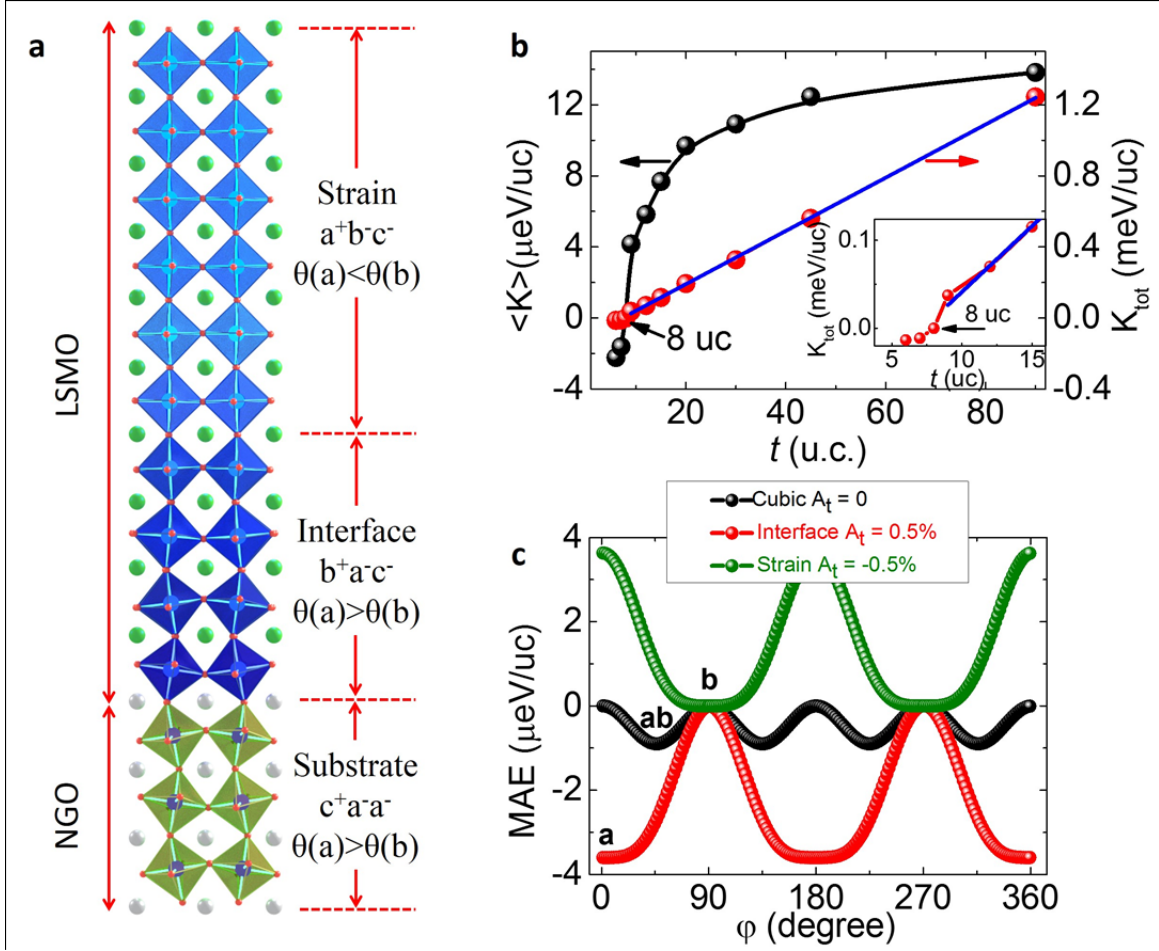 a
LSMO
NGO
Strain
a⁺b⁻c⁻
θ(a)<θ(b)
Interface
b⁺a⁻c⁻
θ(a)>θ(b)
Substrate
c⁺a⁻a⁻
θ(a)>θ(b)
b
<K>(μeV/uc)
12
8
4
0
-4
20 40 60 80
t (u.c.)
1.2
0.8
0.4
0.0
-0.4
K_tot (meV/uc)
8 uc
K_tot (meV/uc)
0.1
0.0
8 uc
5 10 15
t (uc)
Cubic A_t = 0
Interface A_t = 0.5%
Strain A_t = -0.5%
c
MAE (μeV/uc)
4
2
0
-2
-4
b
ab
a
0 90 180 270 360
φ (degree)